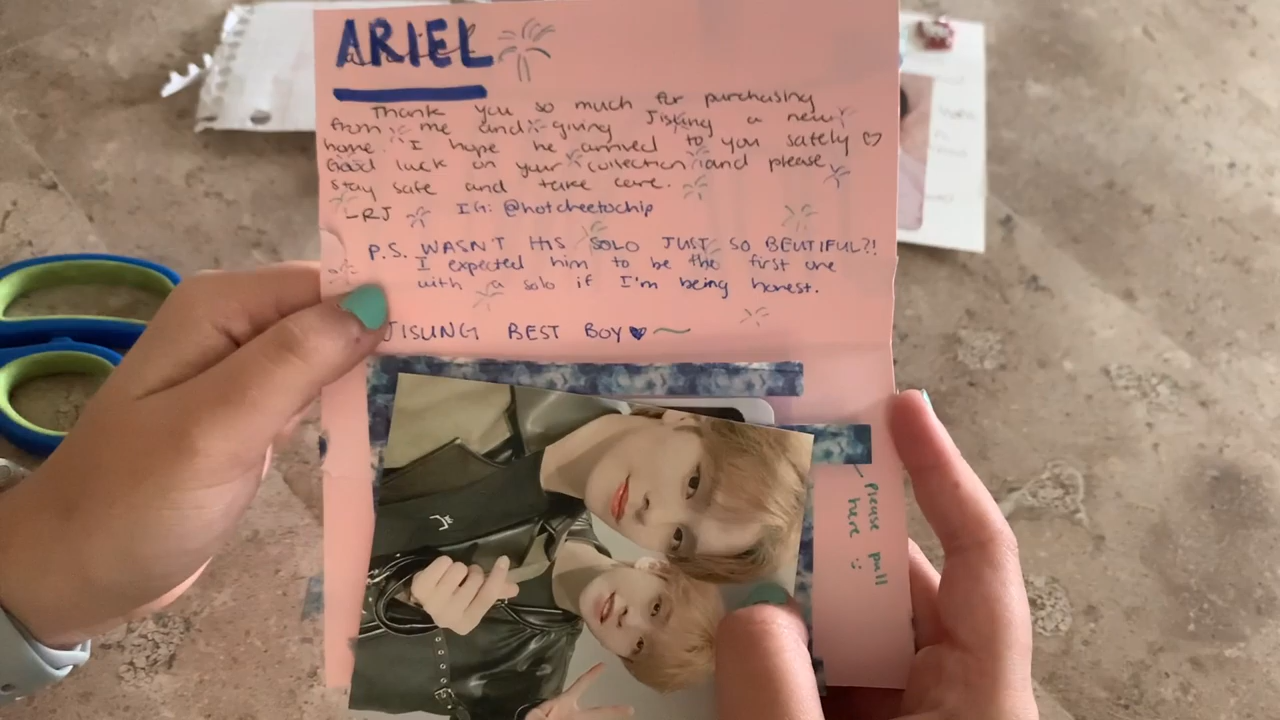 ARIEL
Thank you so much for purchasing
from me and giving Jisung a new
home. I hope he arrived to you safely ♡
Good luck on your collection and please
stay safe and take care.
-RJ IG: @hotcheetochip
P.S. WASN'T HIS SOLO JUST SO BEUTIFUL?!
I expected him to be the first one
with a solo if I'm being honest.
JISUNG BEST BOY ♥ ~
Please pull
here :)